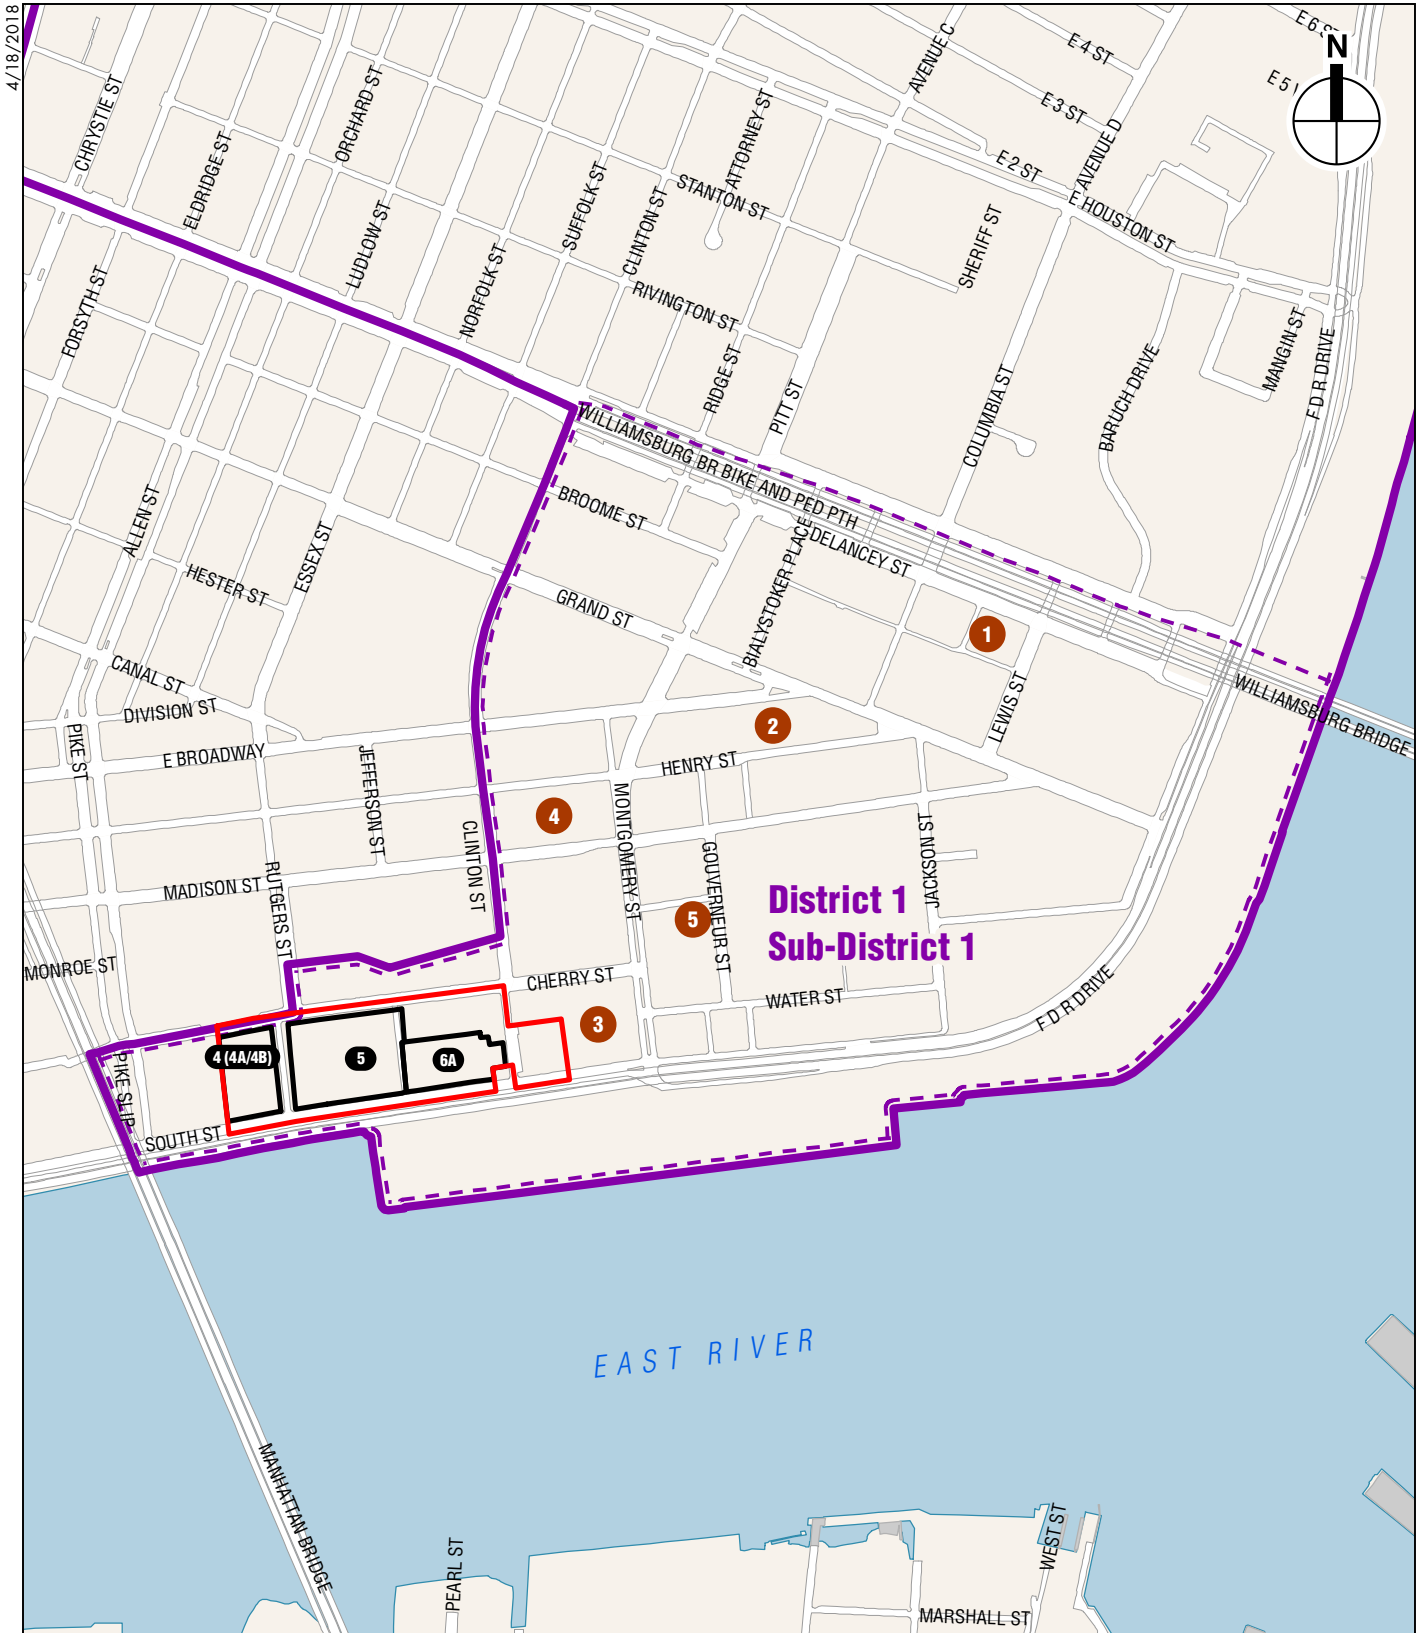 4/18/2018
E 6 ST
AVENUE C
E 4 ST
N
E 5
CHRYSTIE ST
ORCHARD ST
ATTORNEY ST
E 3 ST
ELDRIDGE ST
AVENUE D
E 2 ST
STANTON ST
SUFFOLK ST
CLINTON ST
E HOUSTON ST
LUDLOW ST
SHERIFF ST
NORFOLK ST
FORSYTH ST
RIVINGTON ST
MANGIN ST
F D R DRIVE
RIDGE ST
PITT ST
COLUMBIA ST
BARUCH DRIVE
WILLIAMSBURG BR BIKE AND PED PTH
ALLEN ST
BROOME ST
ESSEX ST
DELANCEY ST
HESTER ST
BIALYSTOKER PLACE
GRAND ST
1
CANAL ST
LEWIS ST
WILLIAMSBURG BRIDGE
DIVISION ST
2
PIKE ST
E BROADWAY
HENRY ST
JEFFERSON ST
4
MONTGOMERY ST
CLINTON ST
GOUVERNEUR ST
JACKSON ST
MADISON ST
RUTGERS ST
District 1
5
Sub-District 1
MONROE ST
CHERRY ST
WATER ST
F D R DRIVE
3
4 (4A/4B)
5
6A
PIKE SLIP
SOUTH ST
EAST RIVER
MANHATTAN BRIDGE
PEARL ST
WEST ST
MARSHALL ST